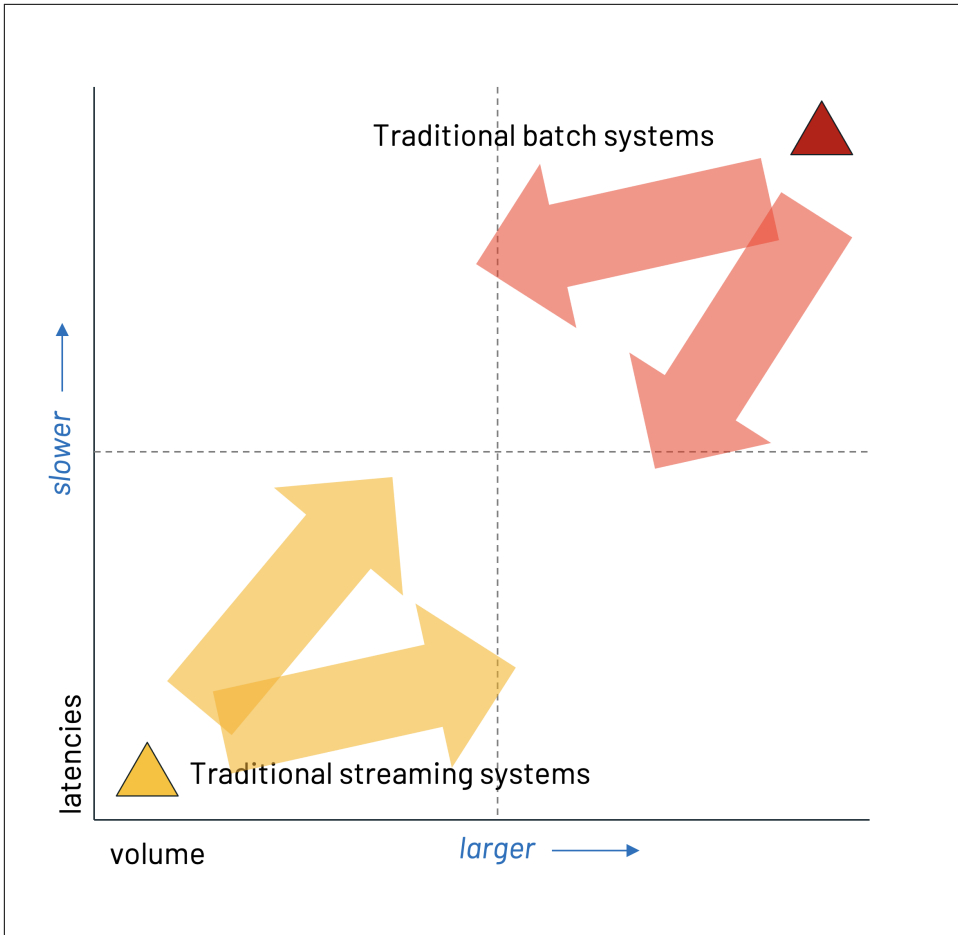 Traditional batch systems
slower
latencies
Traditional streaming systems
volume
larger